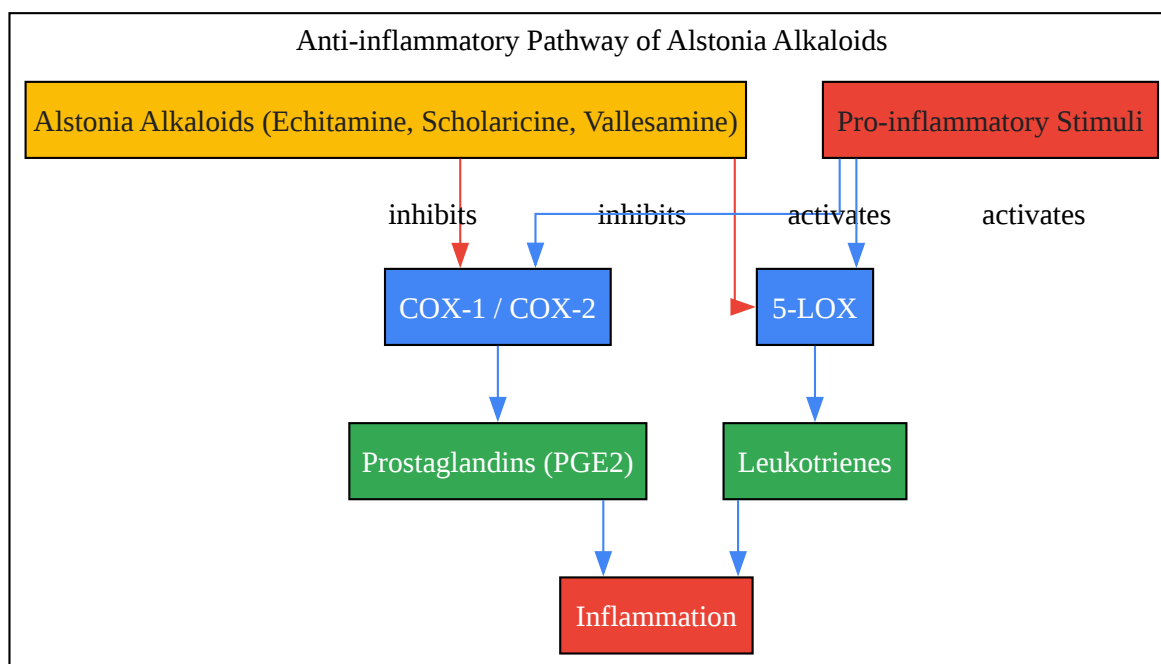 Anti-inflammatory Pathway of Alstonia Alkaloids
Alstonia Alkaloids (Echitamine, Scholaricine, Vallesamine)
Pro-inflammatory Stimuli
inhibits
inhibits
activates
activates
COX-1 / COX-2
5-LOX
Prostaglandins (PGE2)
Leukotrienes
Inflammation